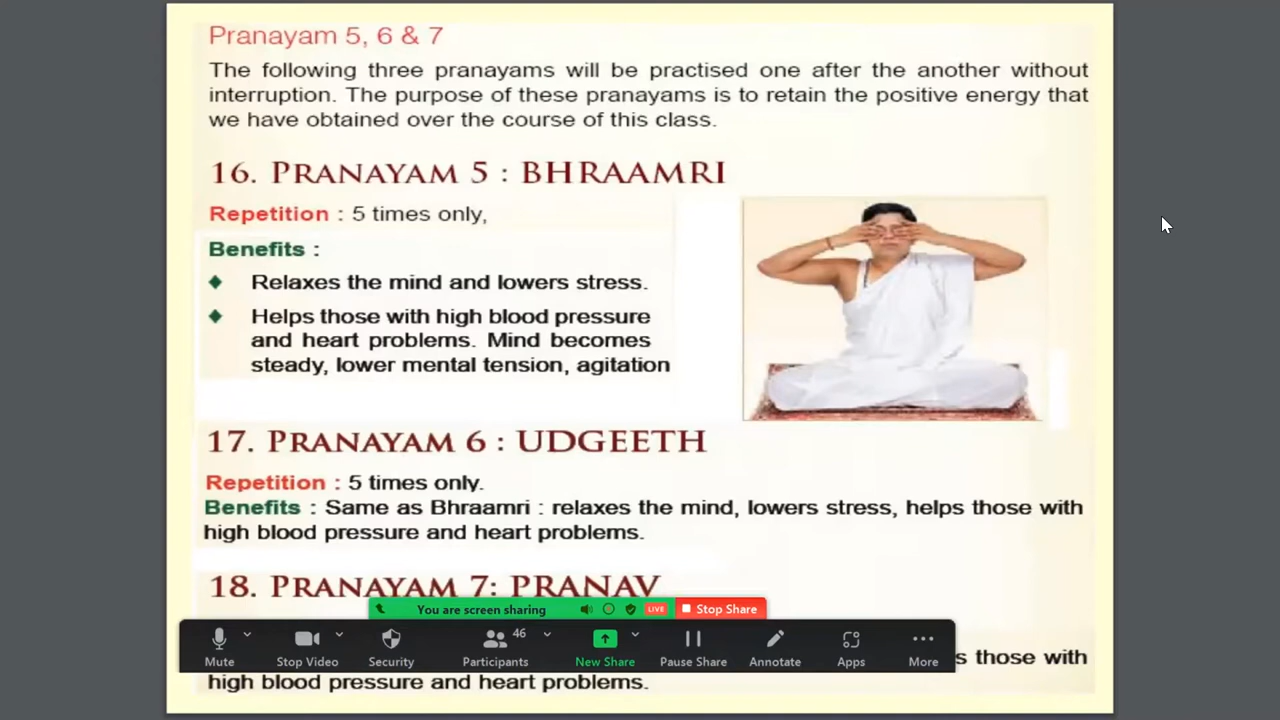 Pranayam 5, 6 & 7
The following three pranayams will be practised one after the another without
interruption. The purpose of these pranayams is to retain the positive energy that
we have obtained over the course of this class.
16. PRANAYAM 5 : BHRAAMRI
Repetition : 5 times only,
Benefits :
Relaxes the mind and lowers stress.
Helps those with high blood pressure
and heart problems. Mind becomes
steady, lower mental tension, agitation
17. PRANAYAM 6 : UDGEETH
Repetition : 5 times only.
Benefits : Same as Bhraamri : relaxes the mind, lowers stress, helps those with
high blood pressure and heart problems.
18. PRANAYAM 7: PRANAV
You are screen sharing LIVE Stop Share
46
Mute Stop Video Security Participants New Share Pause Share Annotate Apps More
s those with
high blood pressure and heart problems.